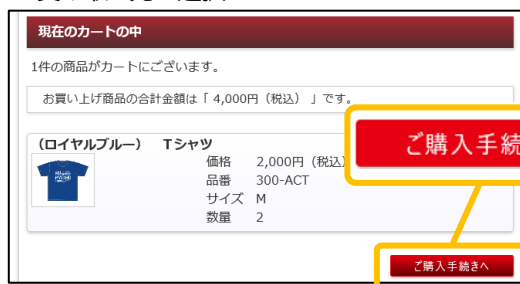 現在のカートの中
1件の商品がカートにございます。
お買い上げ商品の合計金額は「 4,000円（税込） 」です。
（ロイヤルブルー）　Tシャツ
価格 2,000円（税込）
品番 300-ACT
サイズ M
数量 2
ご購入手続
ご購入手続きへ